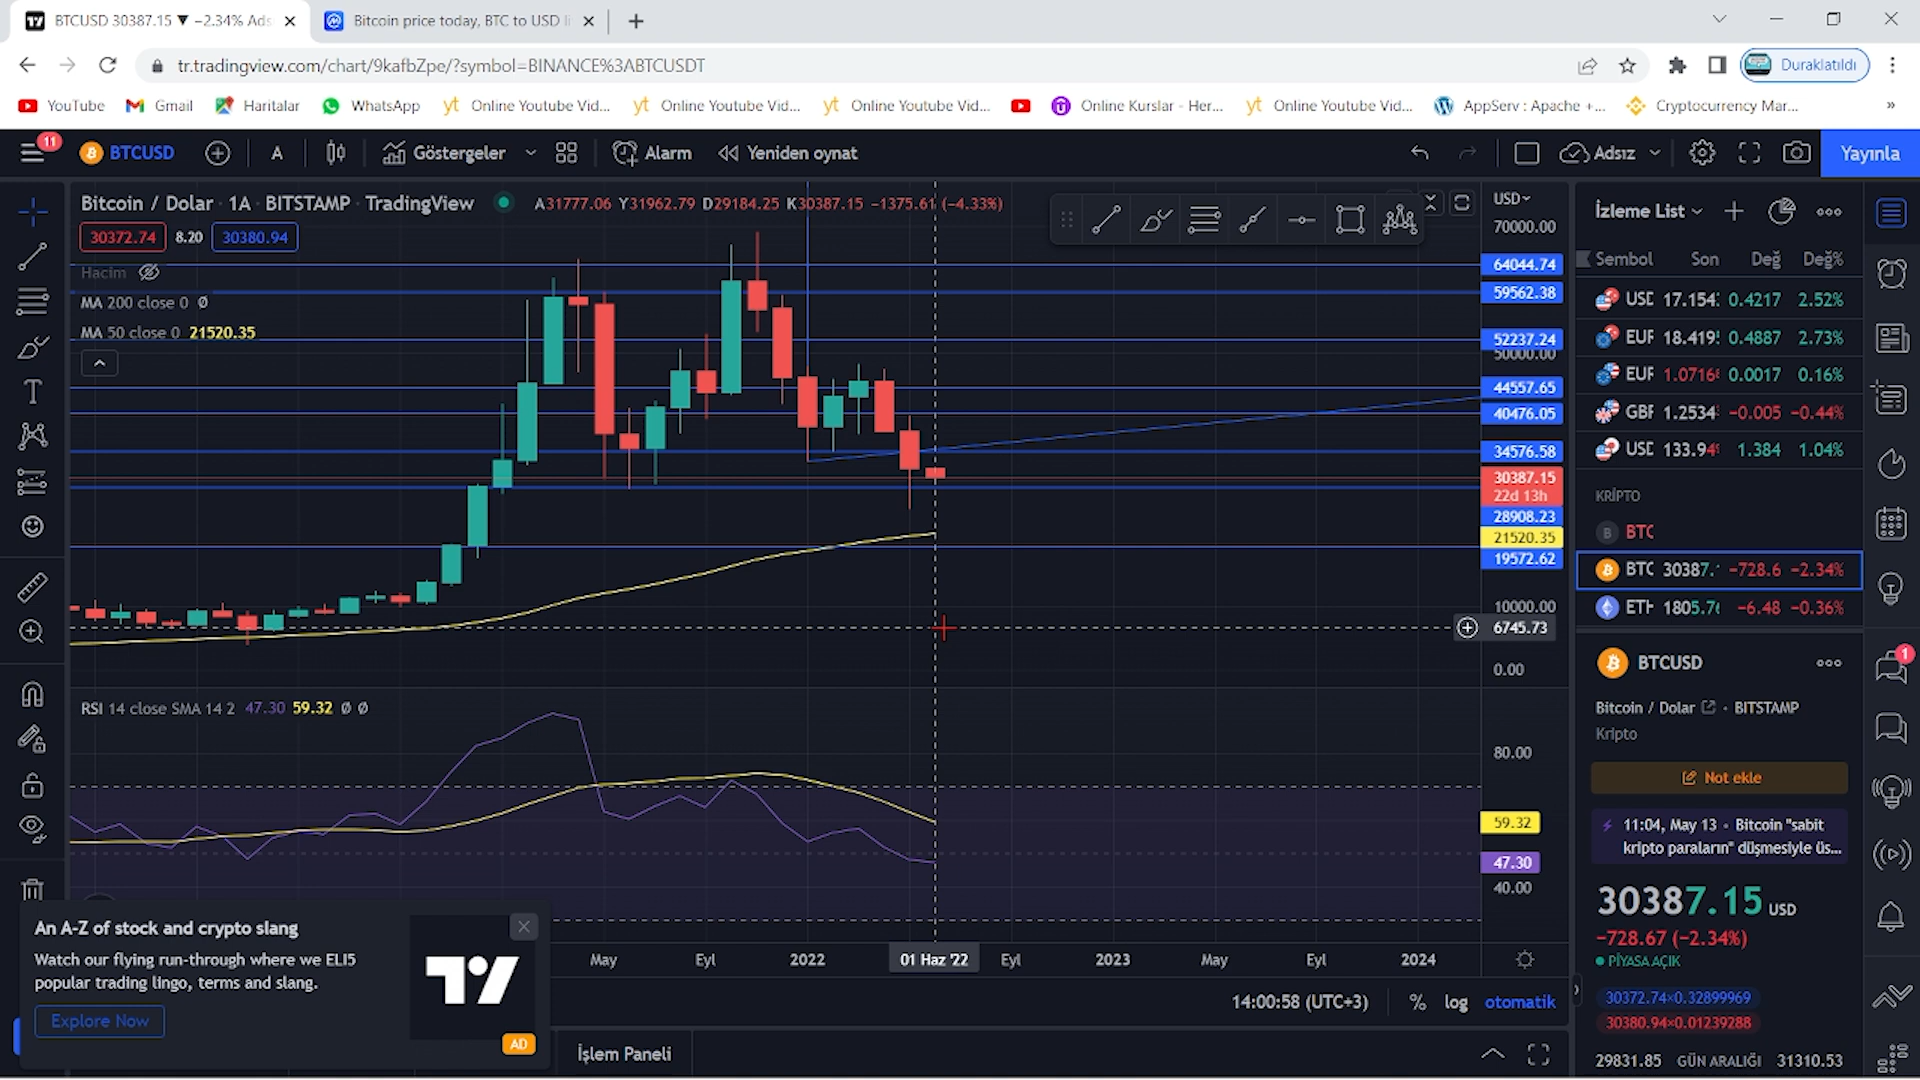 BTCUSD 30387.15 ▼ −2.34% Ads
Bitcoin price today, BTC to USD li
tr.tradingview.com/chart/9kafbZpe/?symbol=BINANCE%3ABTCUSDT
Duraklatıldı
YouTube
Gmail
Haritalar
WhatsApp
Online Youtube Vid...
Online Youtube Vid...
Online Youtube Vid...
Online Kurslar - Her...
Online Youtube Vid...
AppServ : Apache +...
Cryptocurrency Mar...
»
11
BTCUSD
A
Göstergeler
Alarm
Yeniden oynat
Adsız
Yayınla
Bitcoin / Dolar · 1A · BITSTAMP · TradingView
A31777.06 Y31962.79 D29184.25 K30387.15 −1375.61 (−4.33%)
30372.74 8.20 30380.94
Hacim
MA 200 close 0 Ø
MA 50 close 0 21520.35
USD
70000.00
64044.74
59562.38
52237.24
50000.00
44557.65
40476.05
34576.58
30387.15
22d 13h
28908.23
21520.35
19572.62
10000.00
6745.73
0.00
RSI 14 close SMA 14 2 47.30 59.32 Ø Ø
80.00
59.32
47.30
40.00
May
Eyl
2022
01 Haz '22
Eyl
2023
May
Eyl
2024
14:00:58 (UTC+3)
%
log
otomatik
İşlem Paneli
An A-Z of stock and crypto slang
Watch our flying run-through where we ELI5
popular trading lingo, terms and slang.
Explore Now
AD
İzleme List
Sembol Son Değ Değ%
USD 17.154 0.4217 2.52%
EUR 18.419 0.4887 2.73%
EUR 1.0716 0.0017 0.16%
GBF 1.2534 −0.005 −0.44%
USD 133.94 1.384 1.04%
KRİPTO
BTC
BTC 30387. −728.6 −2.34%
ETH 1805.76 −6.48 −0.36%
BTCUSD
Bitcoin / Dolar · BITSTAMP
Kripto
Not ekle
11:04, May 13 · Bitcoin "sabit
kripto paraların" düşmesiyle üs...
30387.15 USD
−728.67 (−2.34%)
PİYASA AÇIK
30372.74×0.32899969
30380.94×0.01239288
29831.85 GÜN ARALIĞI 31310.53
1